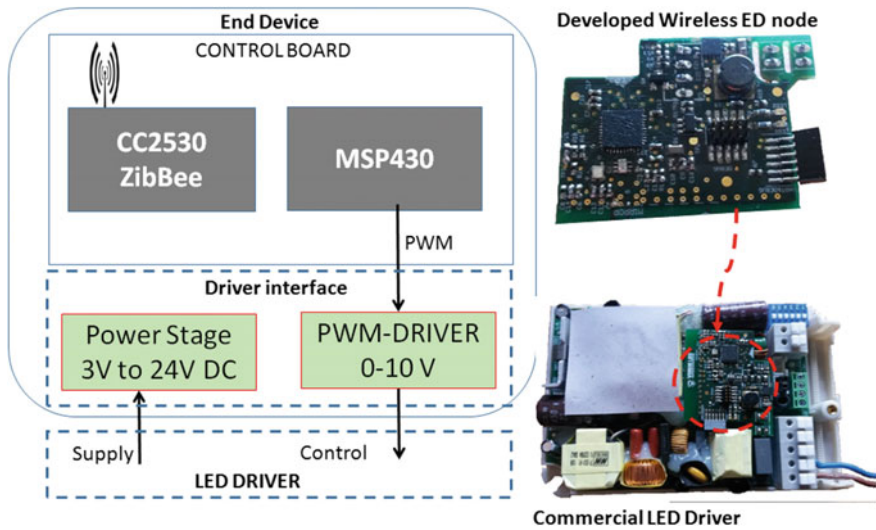 End Device
CONTROL BOARD
CC2530
ZibBee
MSP430
PWM
Driver interface
Power Stage
3V to 24V DC
PWM-DRIVER
0-10 V
Supply
Control
LED DRIVER
Developed Wireless ED node
Commercial LED Driver